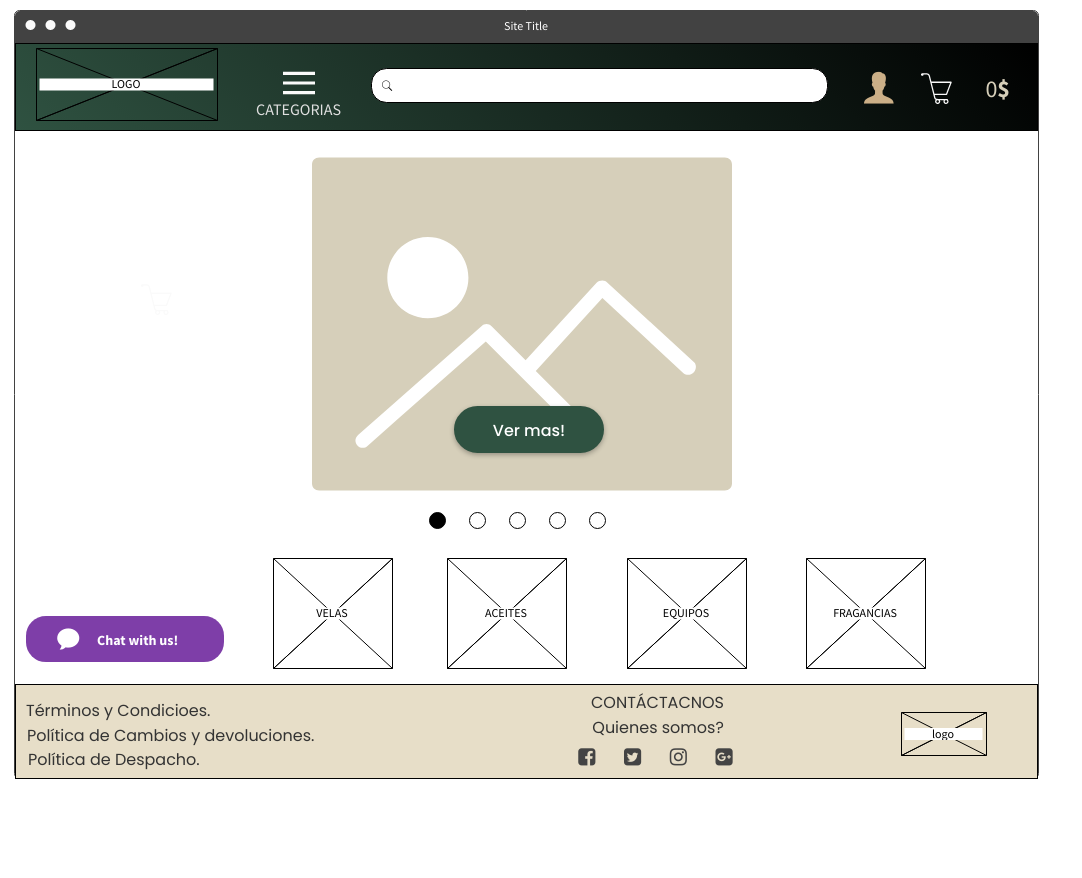 Site Title
LOGO
CATEGORIAS
0$
Ver mas!
VELAS
ACEITES
EQUIPOS
FRAGANCIAS
Chat with us!
Términos y Condicioes.
Política de Cambios y devoluciones.
Política de Despacho.
CONTÁCTACNOS
Quienes somos?
logo